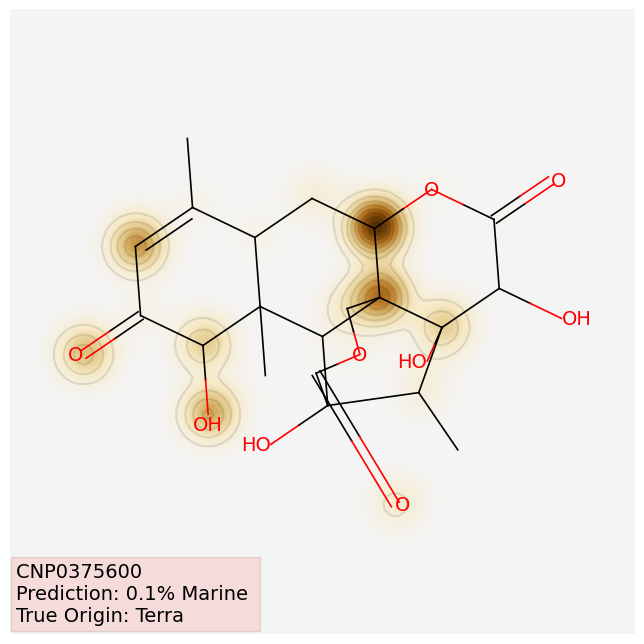 O
O
OH
O
HO
O
OH
HO
O
CNP0375600
Prediction: 0.1% Marine
True Origin: Terra